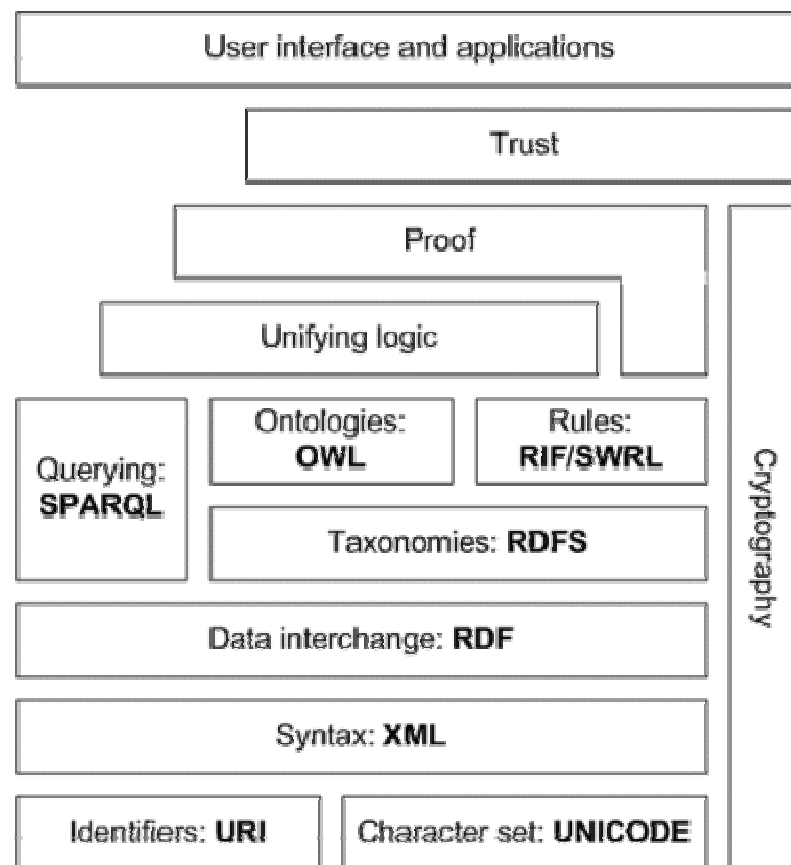 User interface and applications
Trust
Proof
Unifying logic
Querying:
SPARQL
Ontologies:
OWL
Rules:
RIF/SWRL
Taxonomies: RDFS
Cryptography
Data interchange: RDF
Syntax: XML
Identifiers: URI
Character set: UNICODE